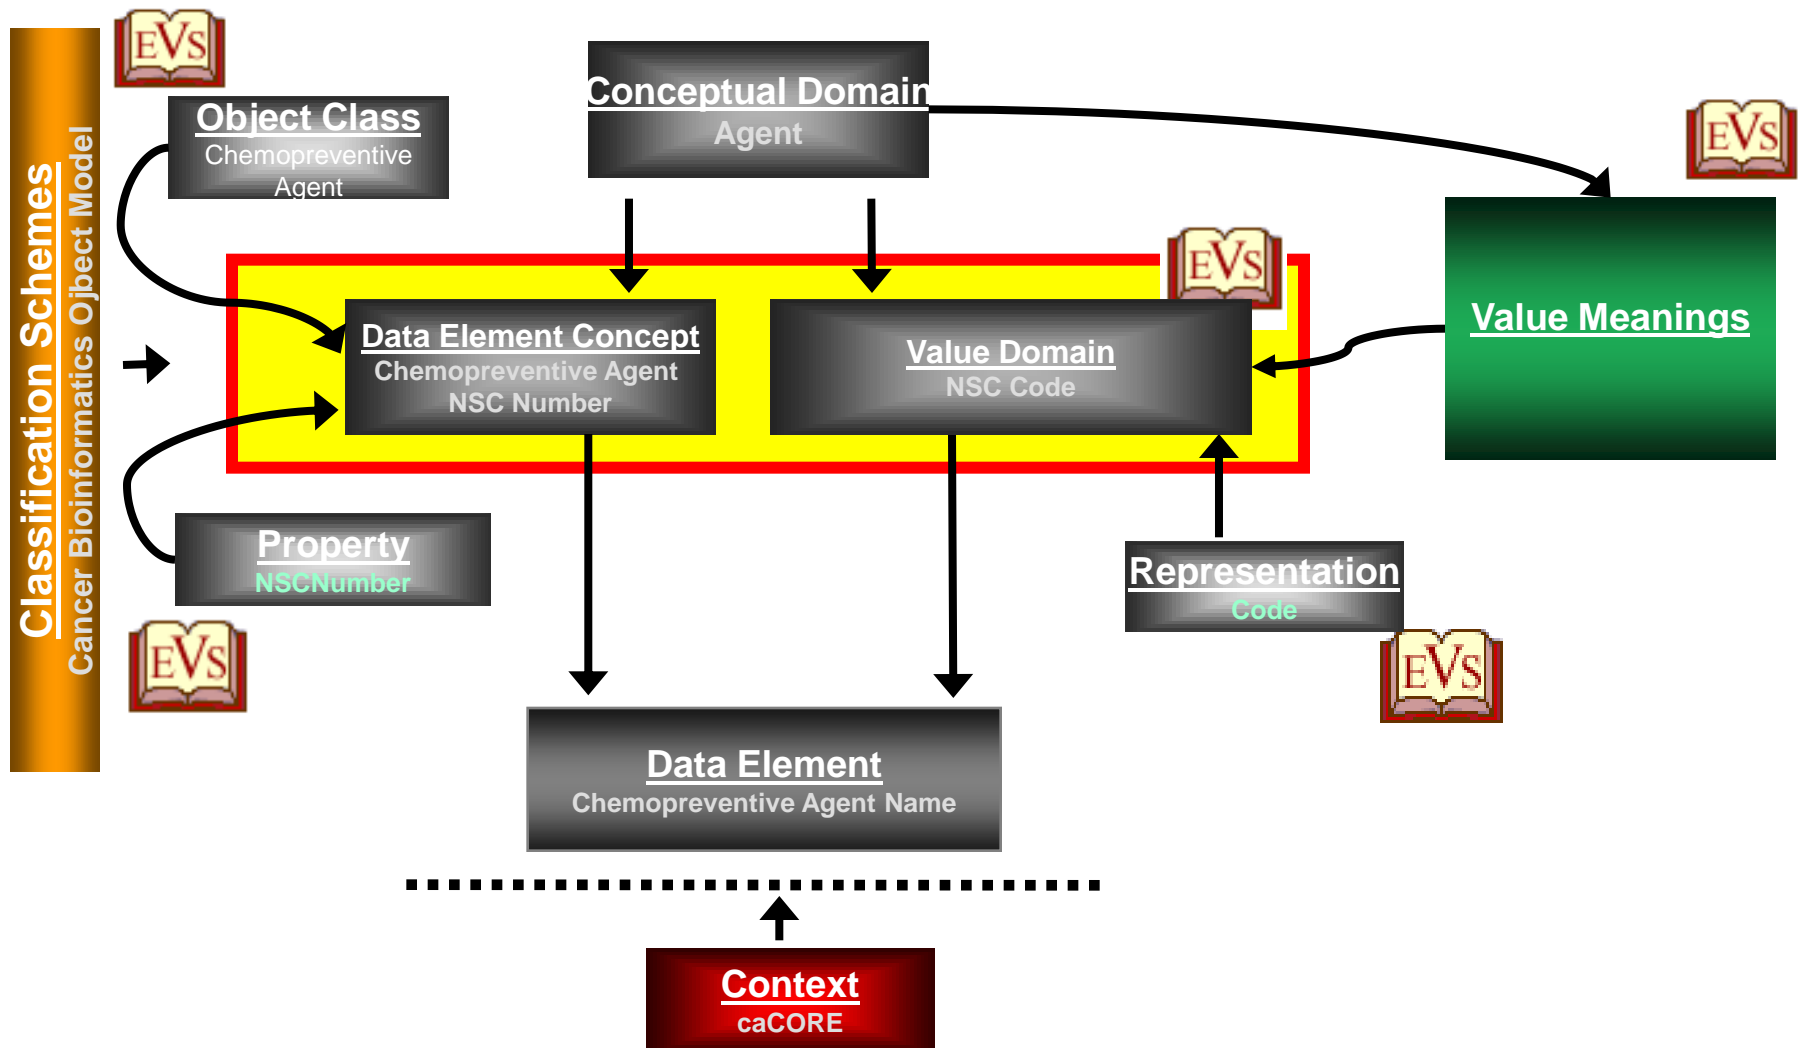 Classification Schemes
Cancer Bioinformatics Ojbect Model
EVS
Object Class
Chemopreventive
Agent
Conceptual Domain
Agent
EVS
EVS
Data Element Concept
Chemopreventive Agent
NSC Number
Value Domain
NSC Code
Value Meanings
Property
NSCNumber
EVS
Representation
Code
EVS
Data Element
Chemopreventive Agent Name
Context
caCORE